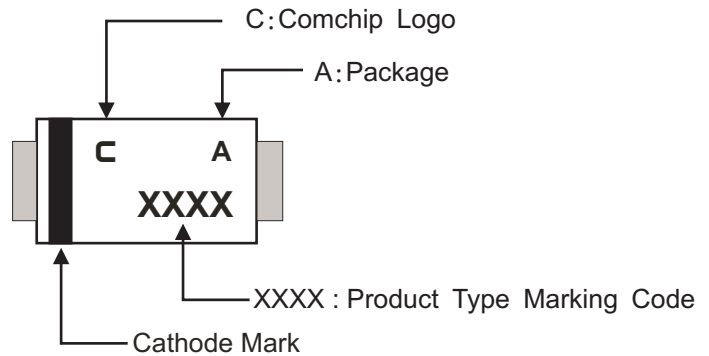 C:Comchip Logo
A:Package
C A
XXXX
XXXX : Product Type Marking Code
Cathode Mark